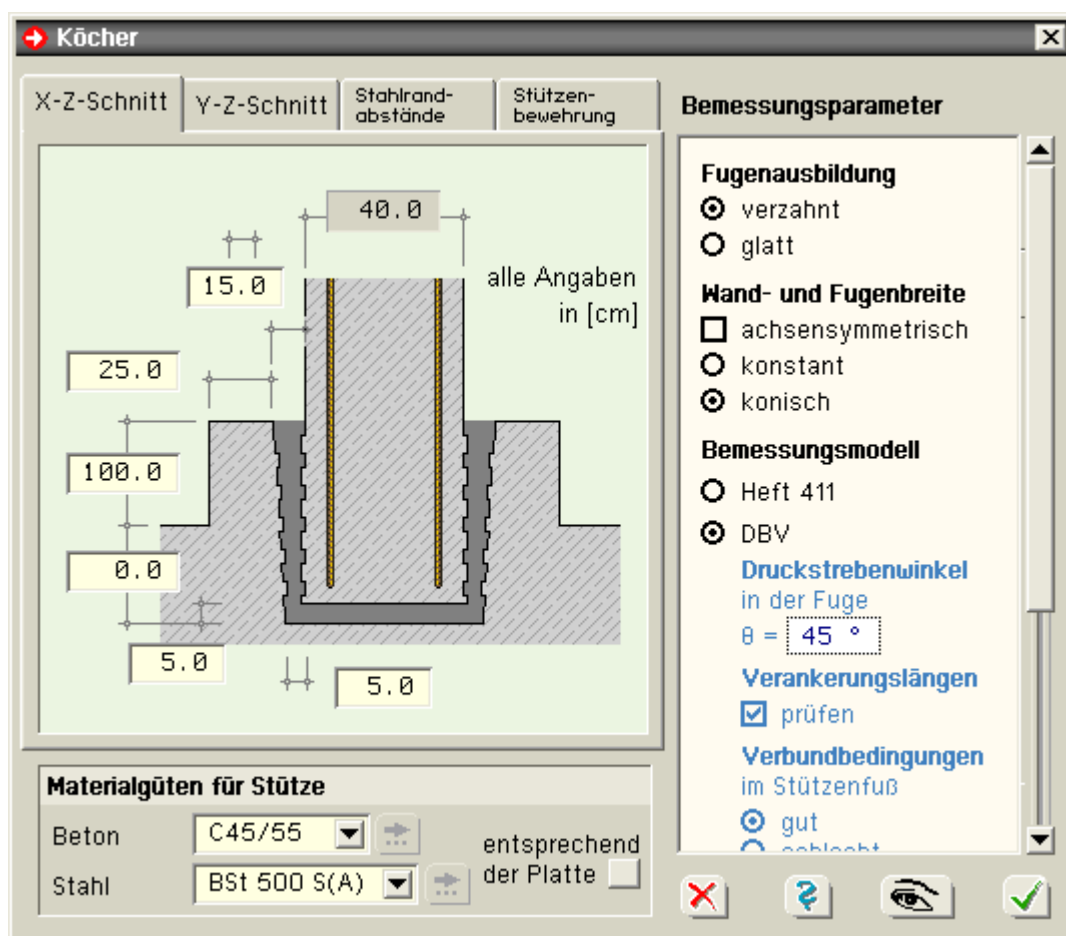 Köcher
X-Z-Schnitt
Y-Z-Schnitt
Stahlrand-
abstände
Stützen-
bewehrung
40.0
15.0
alle Angaben
in [cm]
25.0
100.0
0.0
5.0
5.0
Materialgüten für Stütze
Beton C45/55
Stahl BSt 500 S(A)
entsprechend
der Platte
Bemessungsparameter
Fugenausbildung
verzahnt
glatt
Wand- und Fugenbreite
achsensymmetrisch
konstant
konisch
Bemessungsmodell
Heft 411
DBV
Druckstrebenwinkel
in der Fuge
θ = 45 °
Verankerungslängen
prüfen
Verbundbedingungen
im Stützenfuß
gut